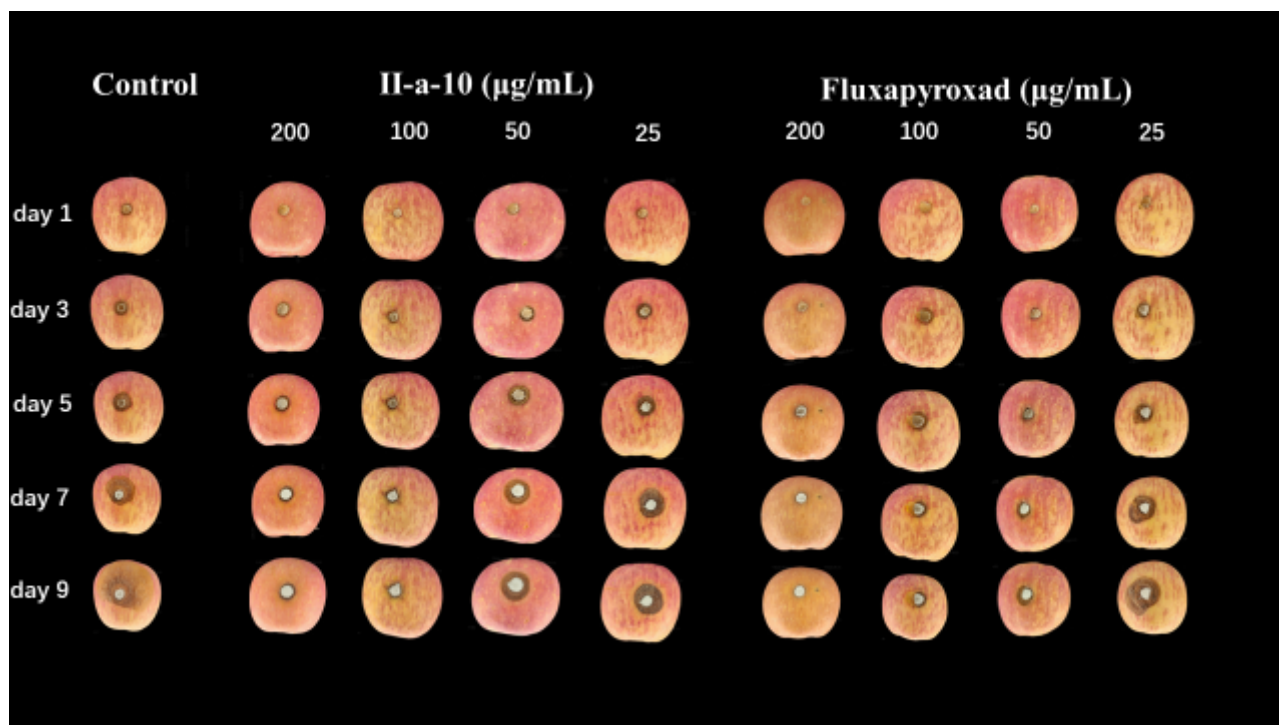 Control II-a-10 (μg/mL) Fluxapyroxad (μg/mL)
200 100 50 25 200 100 50 25
day 1
day 3
day 5
day 7
day 9